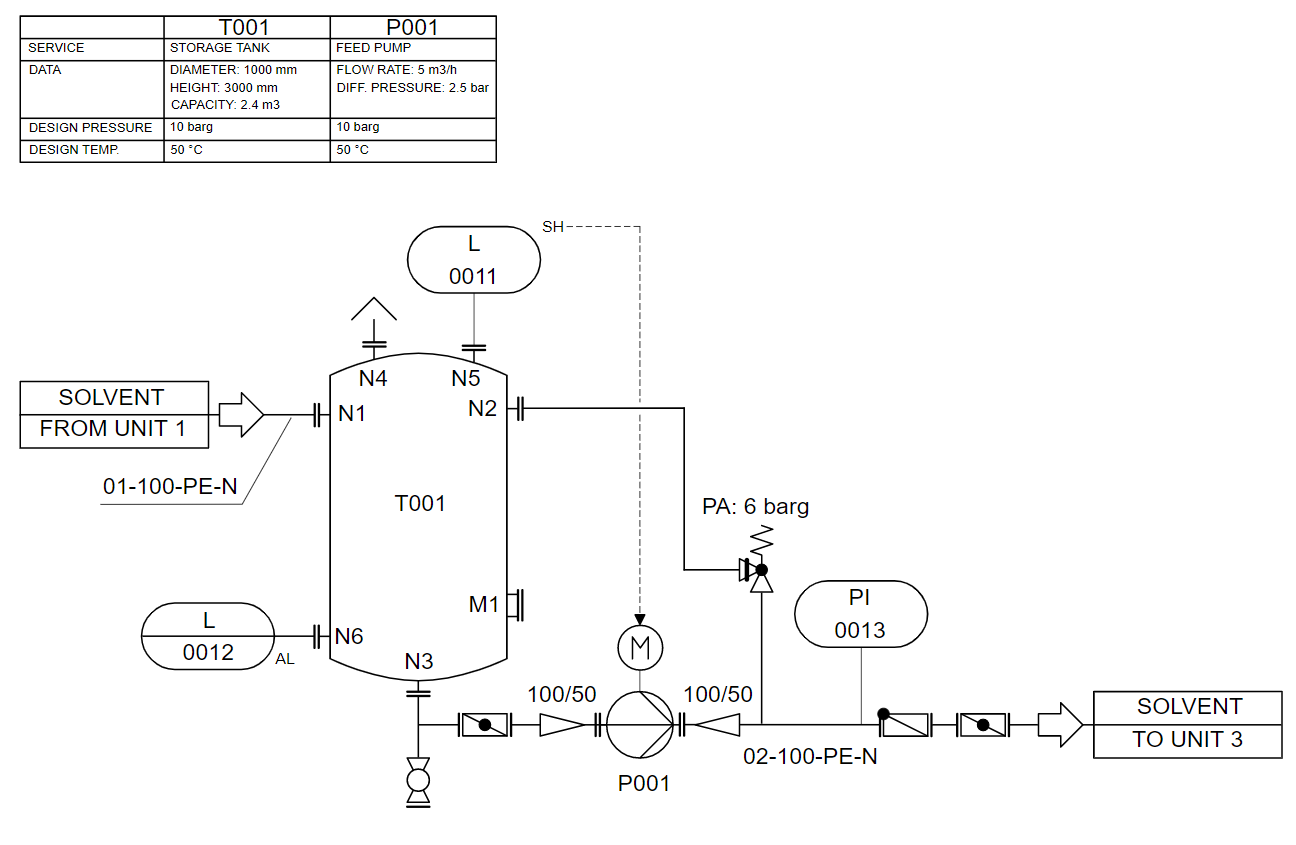 T001 P001
SERVICE STORAGE TANK FEED PUMP
DATA DIAMETER: 1000 mm FLOW RATE: 5 m3/h
HEIGHT: 3000 mm DIFF. PRESSURE: 2.5 bar
CAPACITY: 2.4 m3
DESIGN PRESSURE 10 barg 10 barg
DESIGN TEMP. 50 °C 50 °C
SH
L
0011
N4
N5
SOLVENT
FROM UNIT 1
N1
N2
01-100-PE-N
T001
PA: 6 barg
M1
L
0012
AL
N6
N3
M
PI
0013
100/50
100/50
SOLVENT
TO UNIT 3
02-100-PE-N
P001